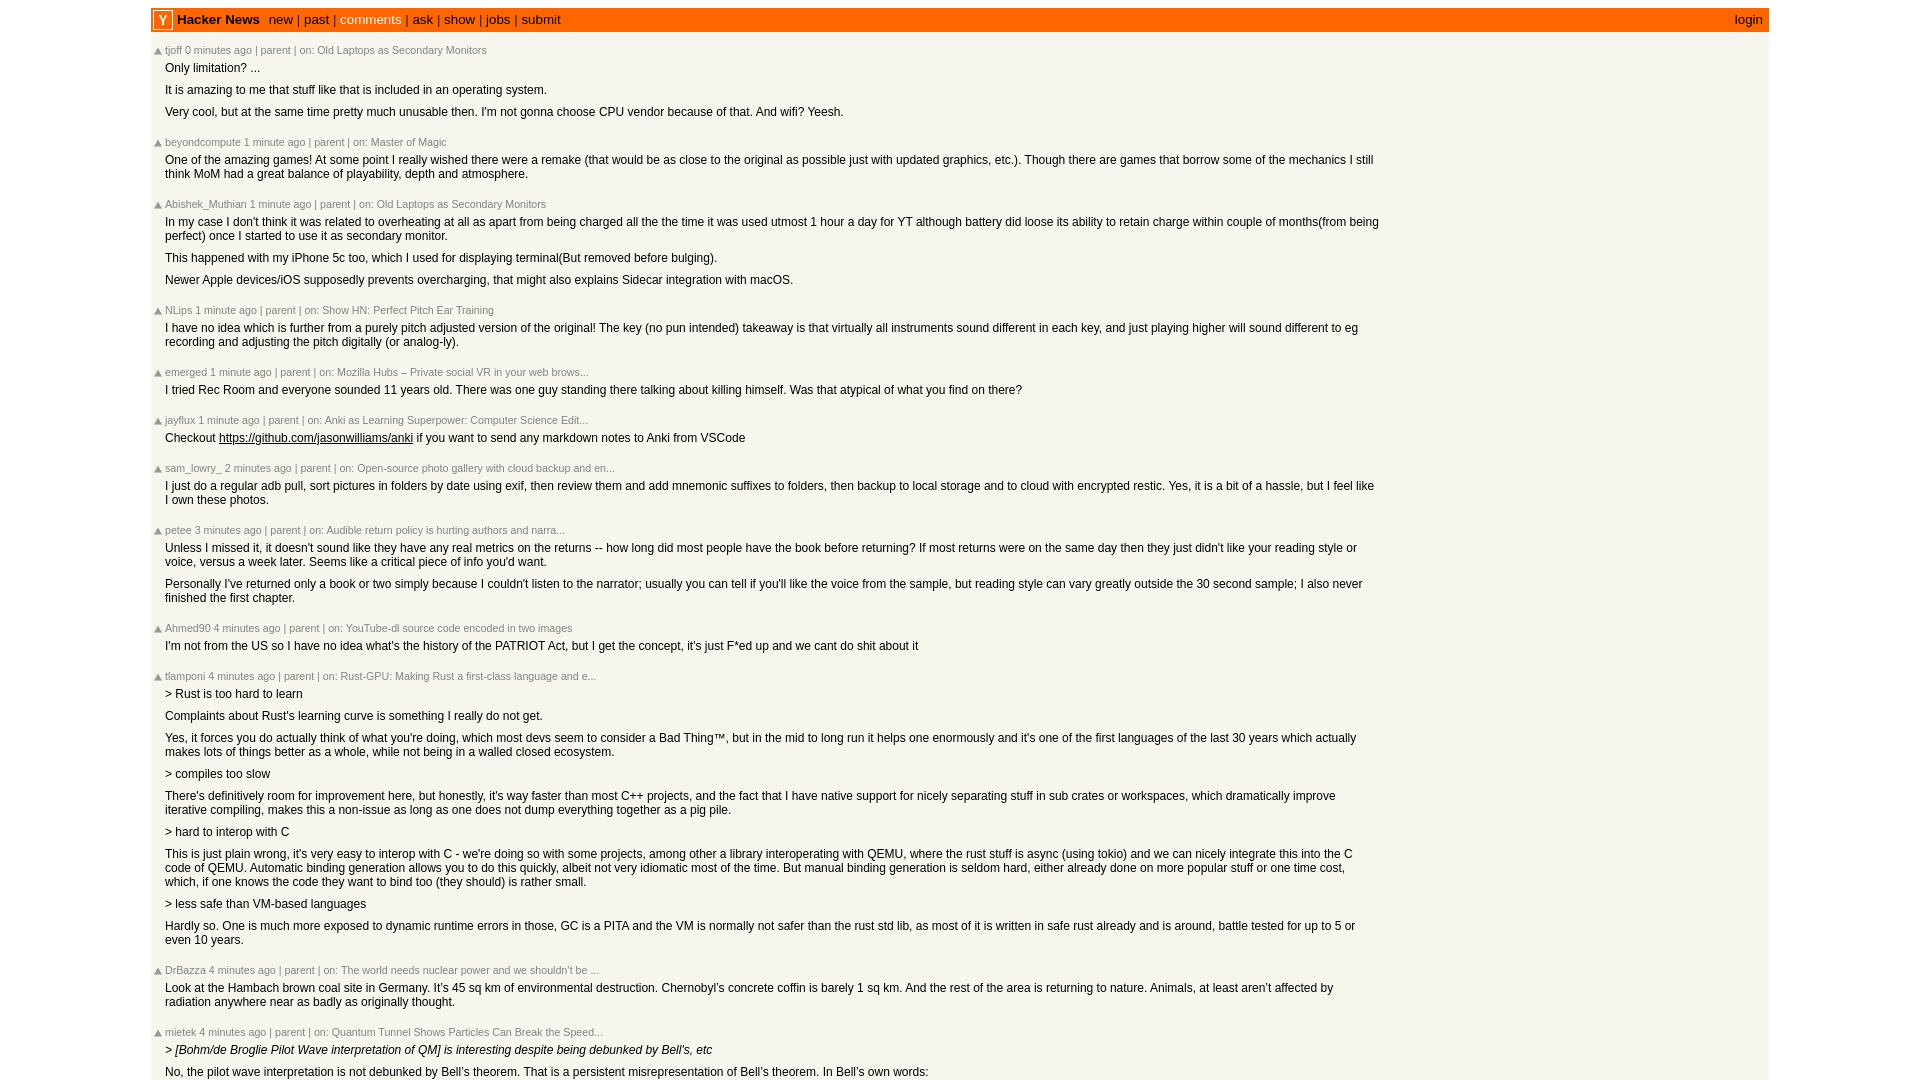 Y Hacker News new | past | comments | ask | show | jobs | submit login
tjoff 0 minutes ago | parent | on: Old Laptops as Secondary Monitors
Only limitation? ...
It is amazing to me that stuff like that is included in an operating system.
Very cool, but at the same time pretty much unusable then. I'm not gonna choose CPU vendor because of that. And wifi? Yeesh.
beyondcompute 1 minute ago | parent | on: Master of Magic
One of the amazing games! At some point I really wished there were a remake (that would be as close to the original as possible just with updated graphics, etc.). Though there are games that borrow some of the mechanics I still
think MoM had a great balance of playability, depth and atmosphere.
Abishek_Muthian 1 minute ago | parent | on: Old Laptops as Secondary Monitors
In my case I don't think it was related to overheating at all as apart from being charged all the the time it was used utmost 1 hour a day for YT although battery did loose its ability to retain charge within couple of months(from being
perfect) once I started to use it as secondary monitor.
This happened with my iPhone 5c too, which I used for displaying terminal(But removed before bulging).
Newer Apple devices/iOS supposedly prevents overcharging, that might also explains Sidecar integration with macOS.
NLips 1 minute ago | parent | on: Show HN: Perfect Pitch Ear Training
I have no idea which is further from a purely pitch adjusted version of the original! The key (no pun intended) takeaway is that virtually all instruments sound different in each key, and just playing higher will sound different to eg
recording and adjusting the pitch digitally (or analog-ly).
emerged 1 minute ago | parent | on: Mozilla Hubs – Private social VR in your web brows...
I tried Rec Room and everyone sounded 11 years old. There was one guy standing there talking about killing himself. Was that atypical of what you find on there?
jayflux 1 minute ago | parent | on: Anki as Learning Superpower: Computer Science Edit...
Checkout https://github.com/jasonwilliams/anki if you want to send any markdown notes to Anki from VSCode
sam_lowry_ 2 minutes ago | parent | on: Open-source photo gallery with cloud backup and en...
I just do a regular adb pull, sort pictures in folders by date using exif, then review them and add mnemonic suffixes to folders, then backup to local storage and to cloud with encrypted restic. Yes, it is a bit of a hassle, but I feel like
I own these photos.
petee 3 minutes ago | parent | on: Audible return policy is hurting authors and narra...
Unless I missed it, it doesn't sound like they have any real metrics on the returns -- how long did most people have the book before returning? If most returns were on the same day then they just didn't like your reading style or
voice, versus a week later. Seems like a critical piece of info you'd want.
Personally I've returned only a book or two simply because I couldn't listen to the narrator; usually you can tell if you'll like the voice from the sample, but reading style can vary greatly outside the 30 second sample; I also never
finished the first chapter.
Ahmed90 4 minutes ago | parent | on: YouTube-dl source code encoded in two images
I'm not from the US so I have no idea what's the history of the PATRIOT Act, but I get the concept, it's just F*ed up and we cant do shit about it
tlamponi 4 minutes ago | parent | on: Rust-GPU: Making Rust a first-class language and e...
> Rust is too hard to learn
Complaints about Rust's learning curve is something I really do not get.
Yes, it forces you do actually think of what you're doing, which most devs seem to consider a Bad Thing™, but in the mid to long run it helps one enormously and it's one of the first languages of the last 30 years which actually
makes lots of things better as a whole, while not being in a walled closed ecosystem.
> compiles too slow
There's definitively room for improvement here, but honestly, it's way faster than most C++ projects, and the fact that I have native support for nicely separating stuff in sub crates or workspaces, which dramatically improve
iterative compiling, makes this a non-issue as long as one does not dump everything together as a pig pile.
> hard to interop with C
This is just plain wrong, it's very easy to interop with C - we're doing so with some projects, among other a library interoperating with QEMU, where the rust stuff is async (using tokio) and we can nicely integrate this into the C
code of QEMU. Automatic binding generation allows you to do this quickly, albeit not very idiomatic most of the time. But manual binding generation is seldom hard, either already done on more popular stuff or one time cost,
which, if one knows the code they want to bind too (they should) is rather small.
> less safe than VM-based languages
Hardly so. One is much more exposed to dynamic runtime errors in those, GC is a PITA and the VM is normally not safer than the rust std lib, as most of it is written in safe rust already and is around, battle tested for up to 5 or
even 10 years.
DrBazza 4 minutes ago | parent | on: The world needs nuclear power and we shouldn't be ...
Look at the Hambach brown coal site in Germany. It's 45 sq km of environmental destruction. Chernobyl's concrete coffin is barely 1 sq km. And the rest of the area is returning to nature. Animals, at least aren't affected by
radiation anywhere near as badly as originally thought.
mietek 4 minutes ago | parent | on: Quantum Tunnel Shows Particles Can Break the Speed...
> [Bohm/de Broglie Pilot Wave interpretation of QM] is interesting despite being debunked by Bell's, etc
No, the pilot wave interpretation is not debunked by Bell's theorem. That is a persistent misrepresentation of Bell's theorem. In Bell's own words: